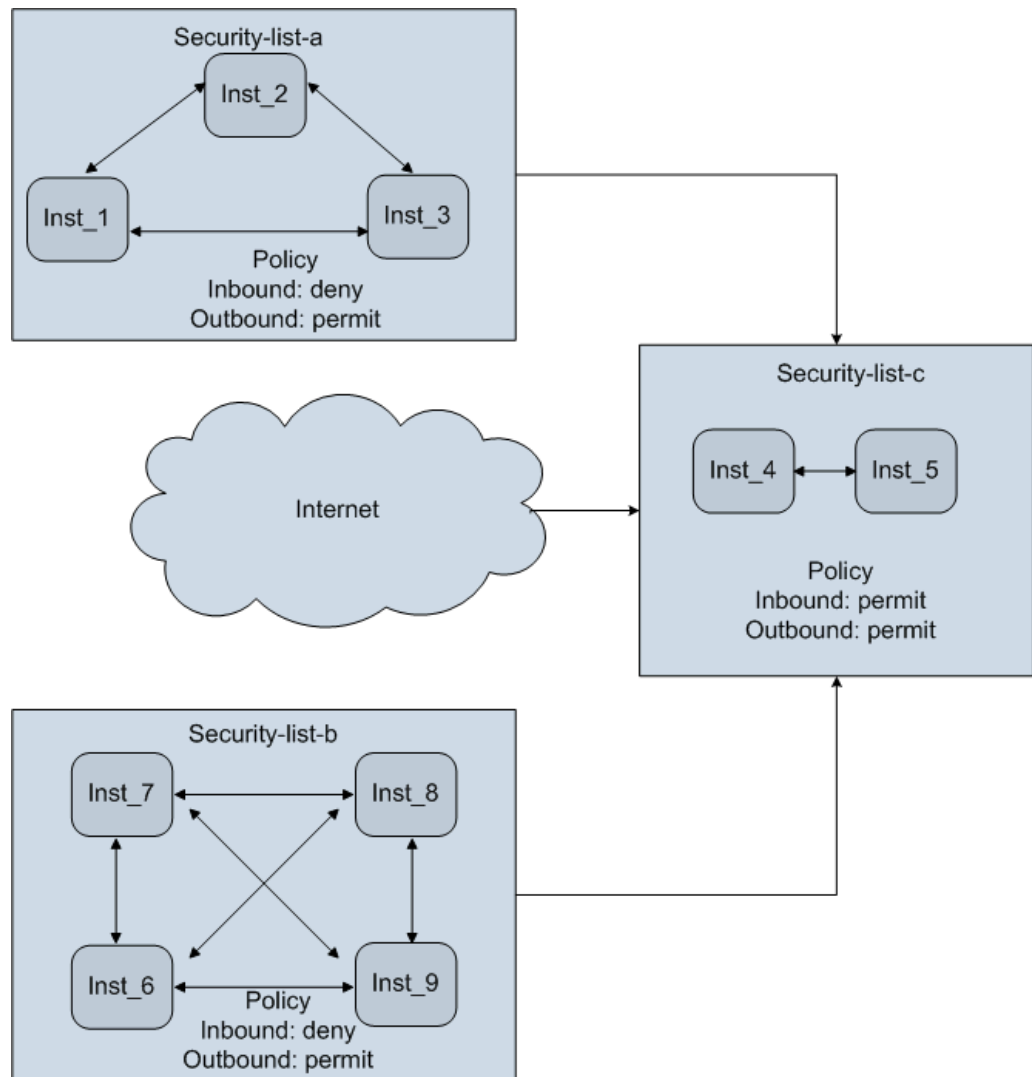 Security-list-a
Inst_2
Inst_1
Inst_3
Policy
Inbound: deny
Outbound: permit
Security-list-c
Inst_4
Inst_5
Policy
Inbound: permit
Outbound: permit
Internet
Security-list-b
Inst_7
Inst_8
Inst_6
Inst_9
Policy
Inbound: deny
Outbound: permit